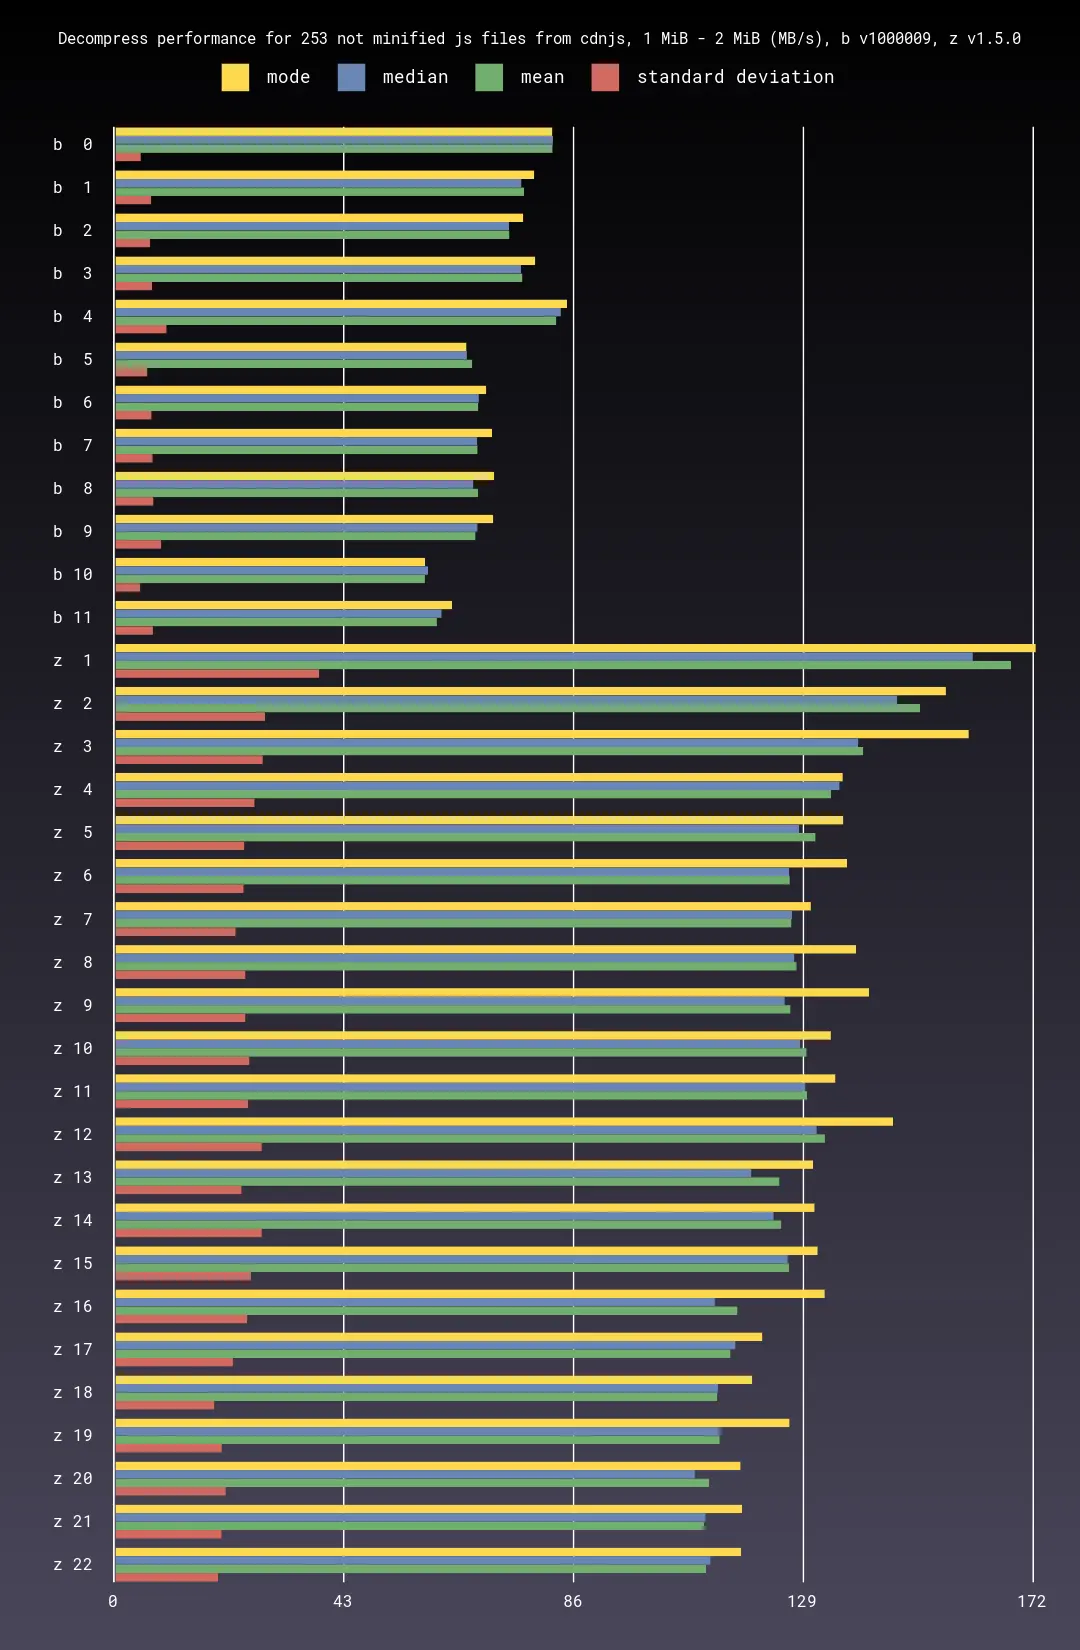 Decompress performance for 253 not minified js files from cdnjs, 1 MiB - 2 MiB (MB/s), b v1000009, z v1.5.0
mode median mean standard deviation
b 0
b 1
b 2
b 3
b 4
b 5
b 6
b 7
b 8
b 9
b 10
b 11
z 1
z 2
z 3
z 4
z 5
z 6
z 7
z 8
z 9
z 10
z 11
z 12
z 13
z 14
z 15
z 16
z 17
z 18
z 19
z 20
z 21
z 22
0 43 86 129 172